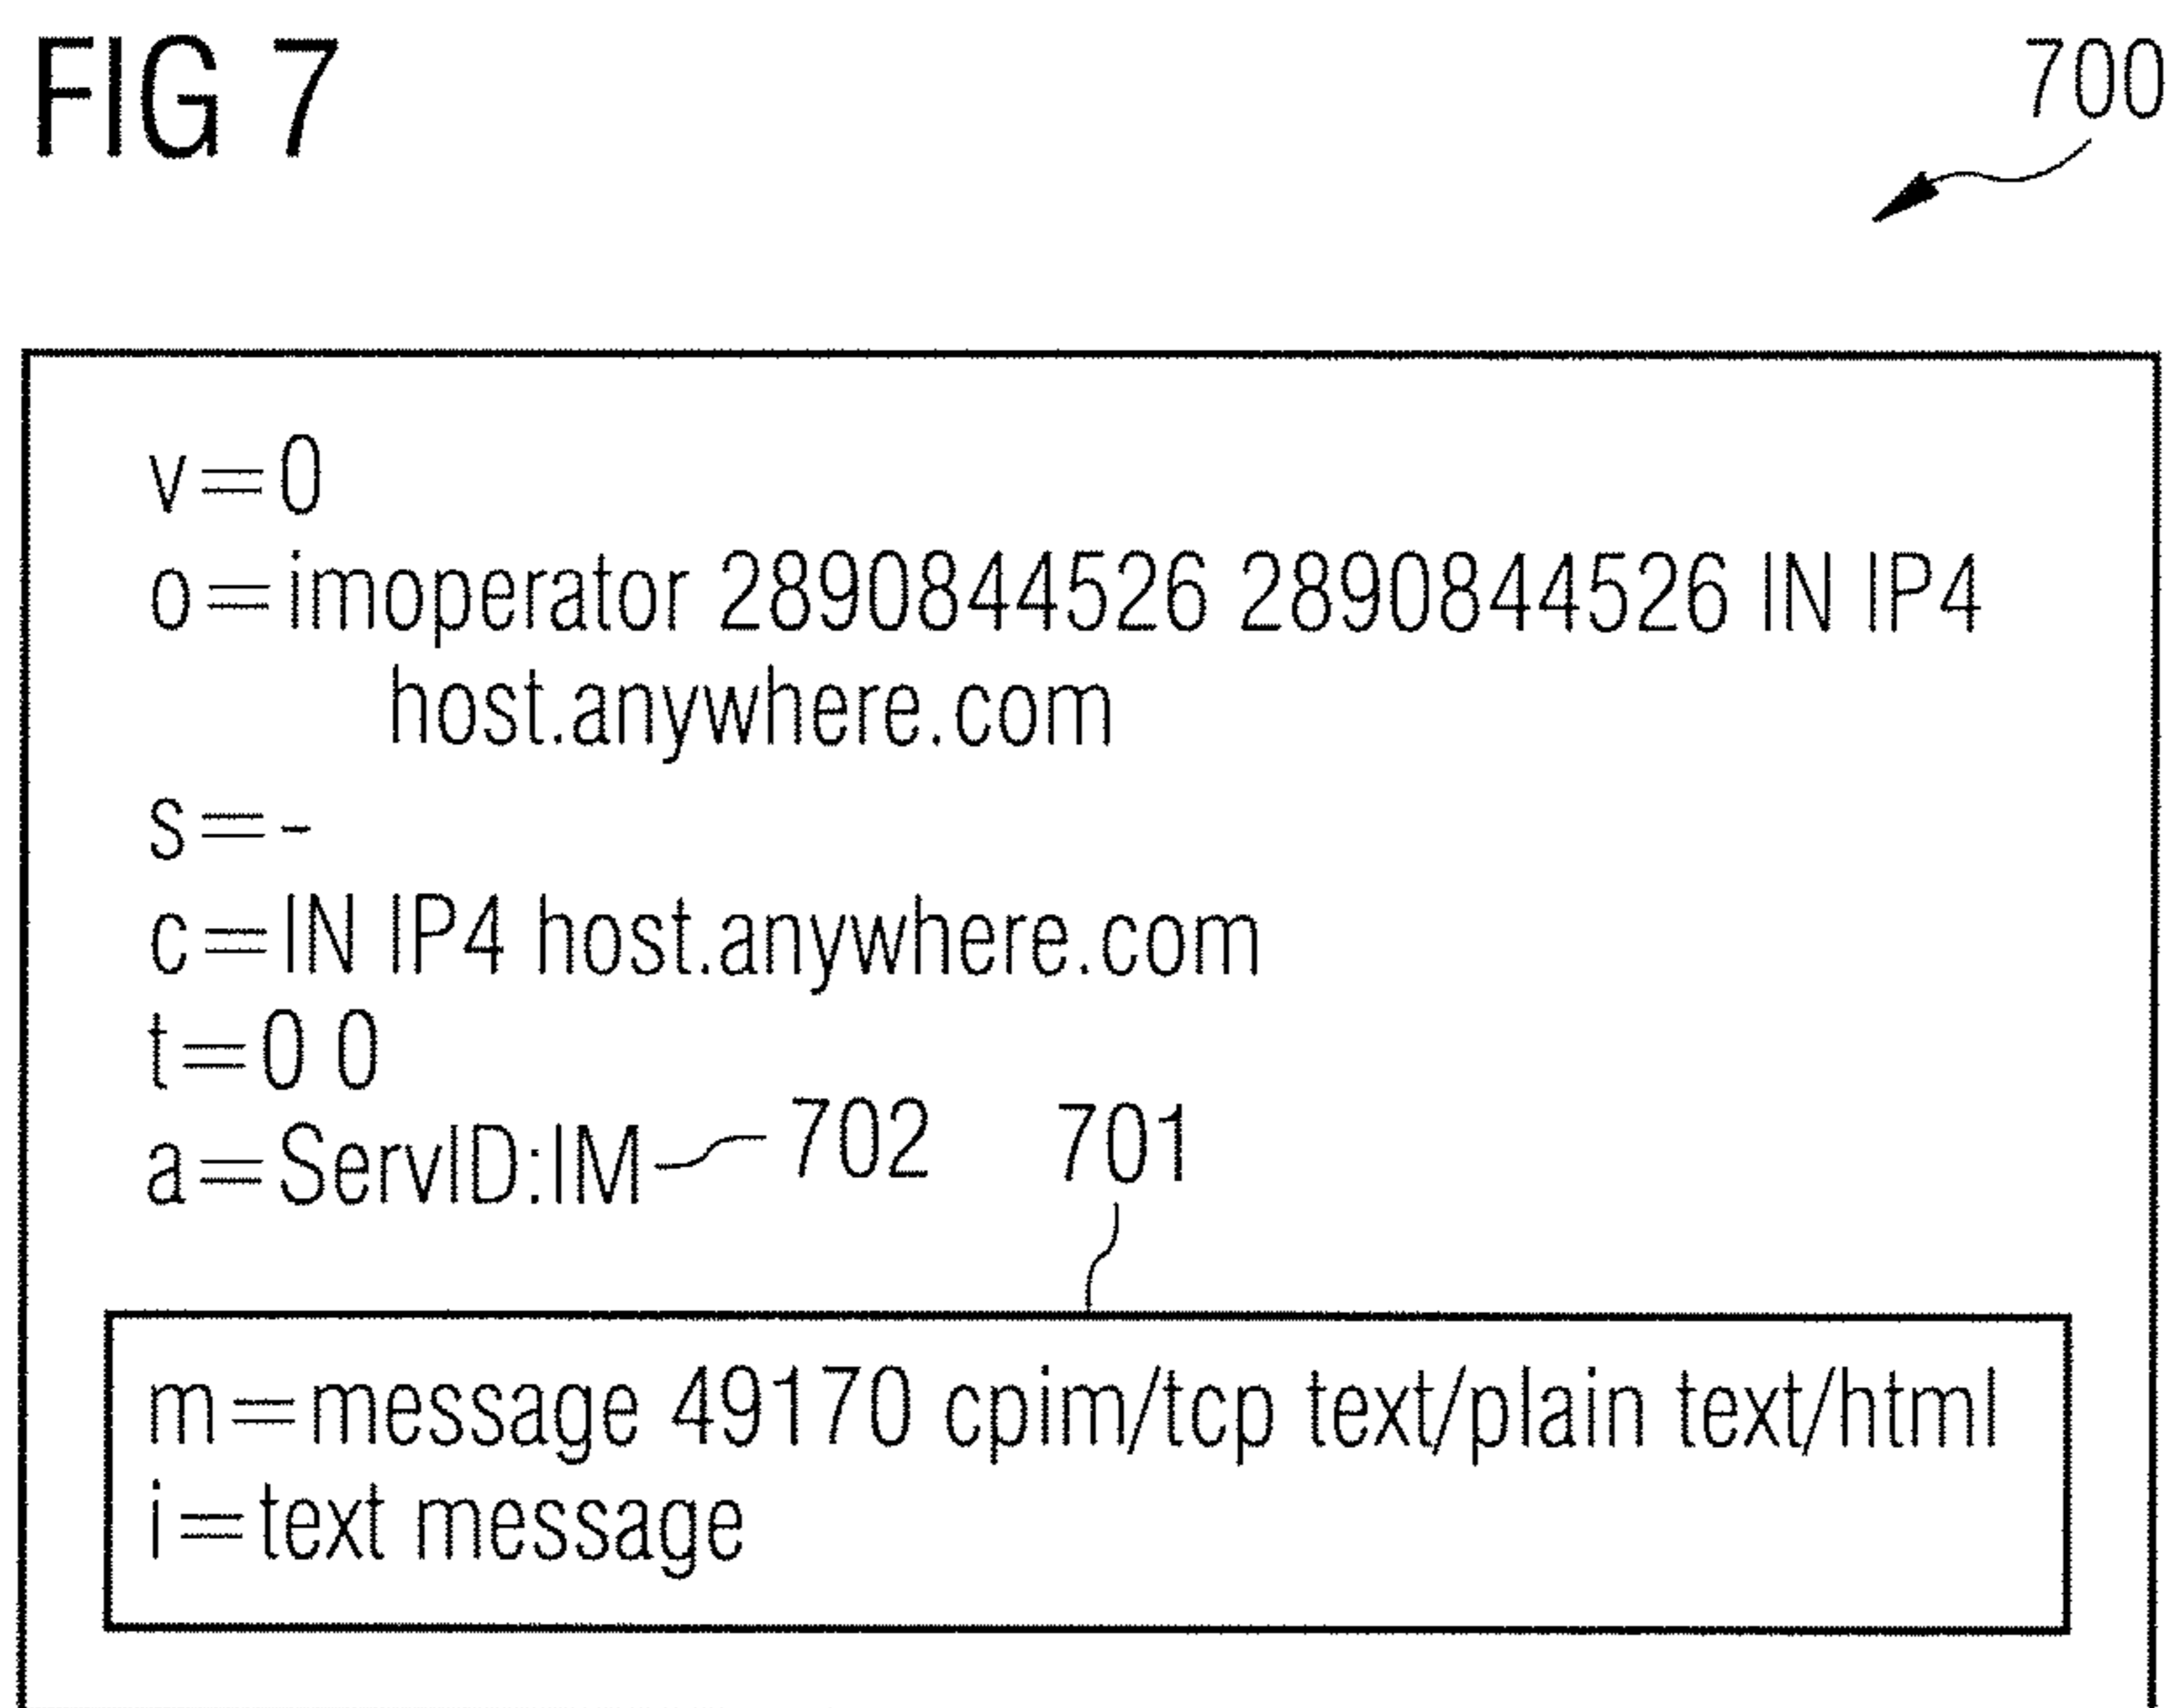 FIG 7
700
v=0
o=imoperator 2890844526 2890844526 IN IP4
host.anywhere.com
s=-
c=IN IP4 host.anywhere.com
t=0 0
a=ServID:IM 702 701
m=message 49170 cpim/tcp text/plain text/html
i=text message